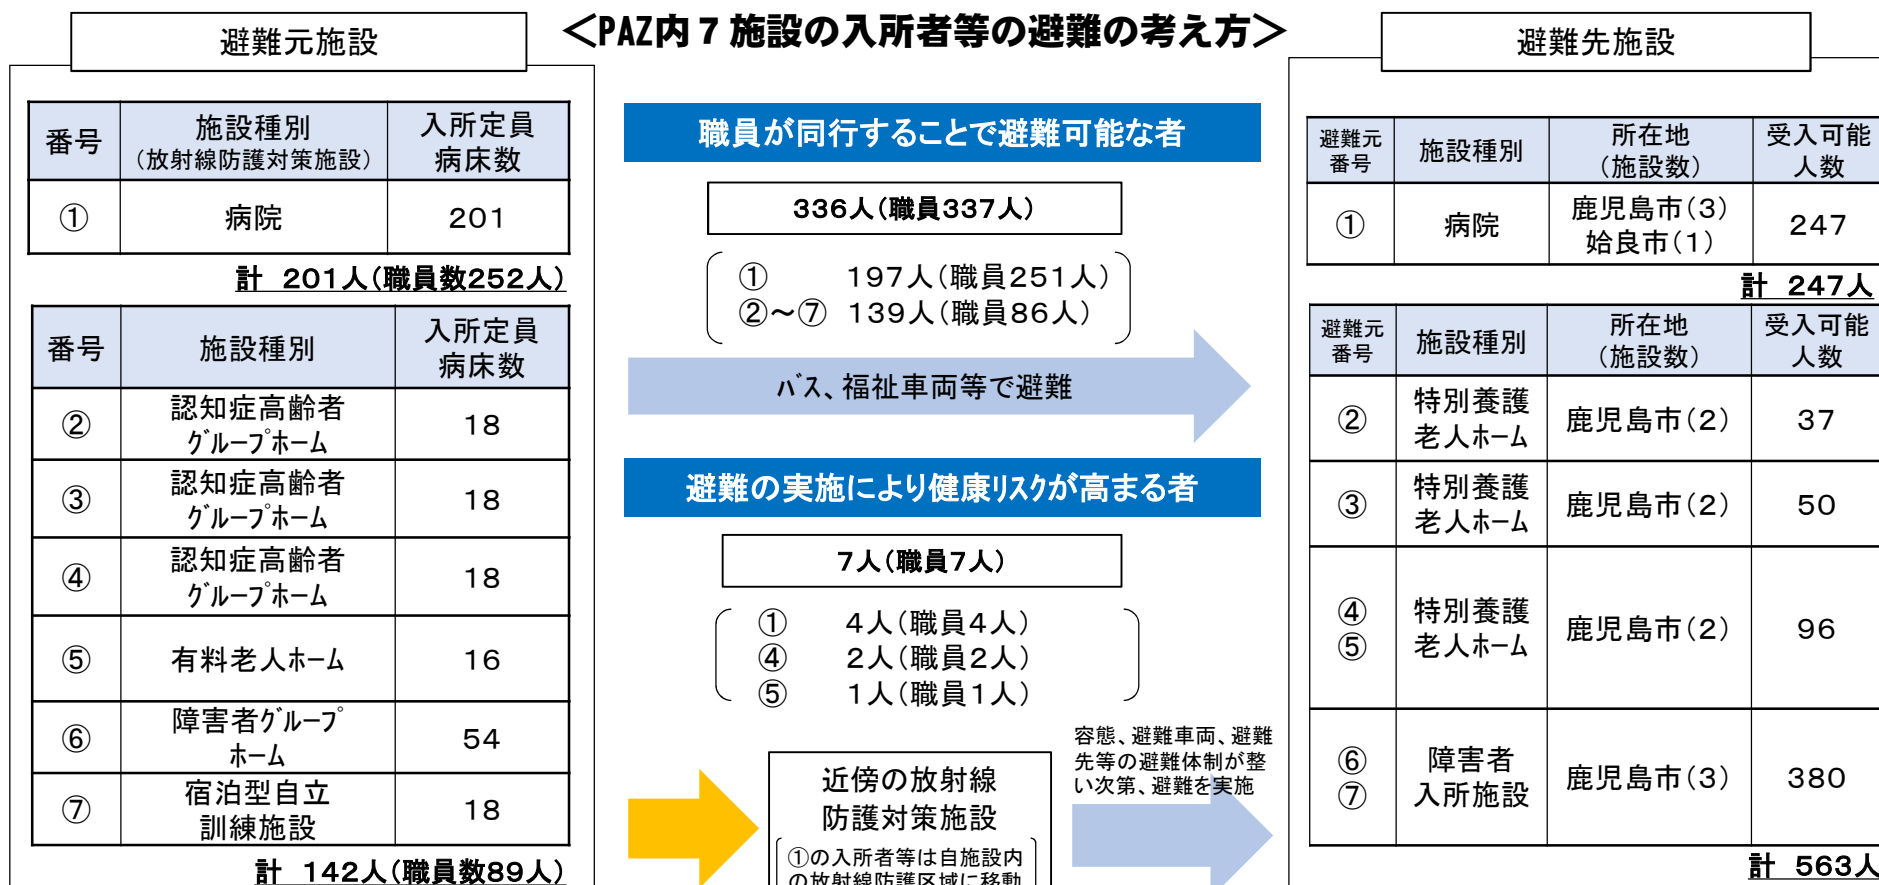 ＜PAZ内７施設の入所者等の避難の考え方＞
避難元施設
番号
施設種別
（放射線防護対策施設）
入所定員
病床数
① 病院 201
計 201人（職員数252人）
番号
施設種別
入所定員
病床数
②
認知症高齢者
ｸﾞﾙｰﾌﾟﾎｰﾑ
18
③
認知症高齢者
ｸﾞﾙｰﾌﾟﾎｰﾑ
18
④
認知症高齢者
ｸﾞﾙｰﾌﾟﾎｰﾑ
18
⑤ 有料老人ﾎｰﾑ 16
⑥
障害者ｸﾞﾙｰﾌﾟ
ﾎｰﾑ
54
⑦
宿泊型自立
訓練施設
18
計 142人（職員数89人）
職員が同行することで避難可能な者
336人（職員337人）
① 197人（職員251人）
②～⑦ 139人（職員86人）
ﾊﾞｽ、福祉車両等で避難
避難の実施により健康ﾘｽｸが高まる者
7人（職員7人）
① 4人（職員4人）
④ 2人（職員2人）
⑤ 1人（職員1人）
近傍の放射線
防護対策施設
①の入所者等は自施設内
の放射線防護区域に移動
容態、避難車両、避難
先等の避難体制が整
い次第、避難を実施
避難先施設
避難元
番号
施設種別
所在地
（施設数）
受入可能
人数
①
病院
鹿児島市（3）
姶良市（1）
247
計 247人
避難元
番号
施設種別
所在地
（施設数）
受入可能
人数
②
特別養護
老人ﾎｰﾑ
鹿児島市（2）
37
③
特別養護
老人ﾎｰﾑ
鹿児島市（2）
50
④
⑤
特別養護
老人ﾎｰﾑ
鹿児島市（2）
96
⑥
⑦
障害者
入所施設
鹿児島市（3）
380
計 563人